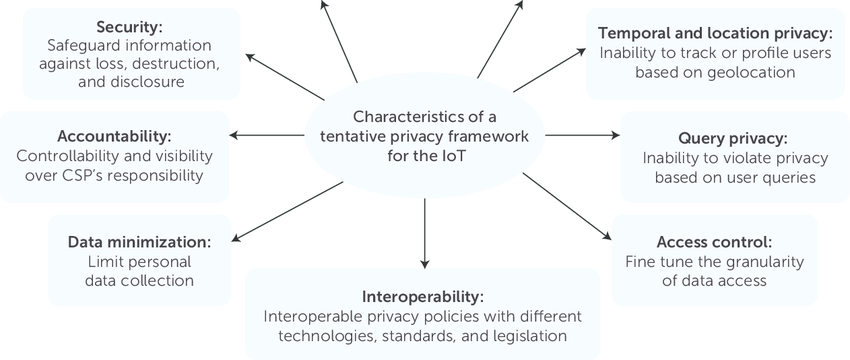 Security:
Safeguard information
against loss, destruction,
and disclosure
Temporal and location privacy:
Inability to track or profile users
based on geolocation
Characteristics of a
tentative privacy framework
for the IoT
Accountability:
Controllability and visibility
over CSP's responsibility
Query privacy:
Inability to violate privacy
based on user queries
Data minimization:
Limit personal
data collection
Access control:
Fine tune the granularity
of data access
Interoperability:
Interoperable privacy policies with different
technologies, standards, and legislation